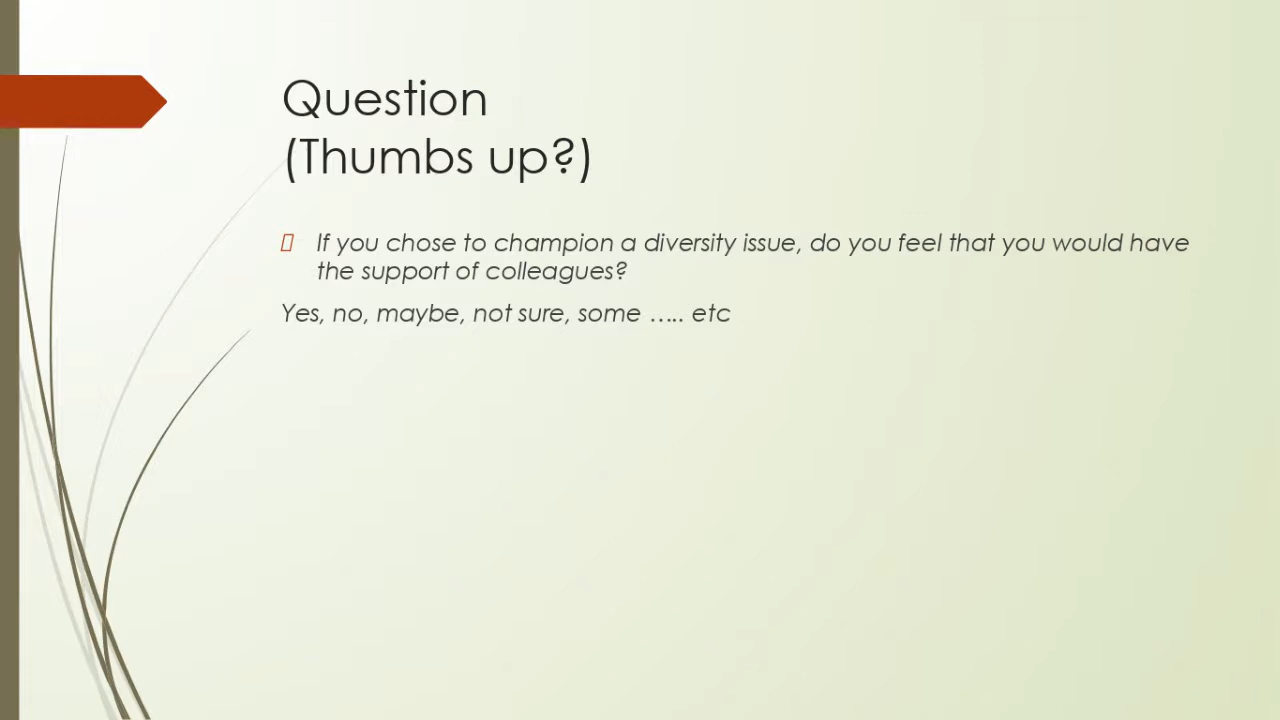 Question
(Thumbs up?)
If you chose to champion a diversity issue, do you feel that you would have
the support of colleagues?
Yes, no, maybe, not sure, some ….. etc